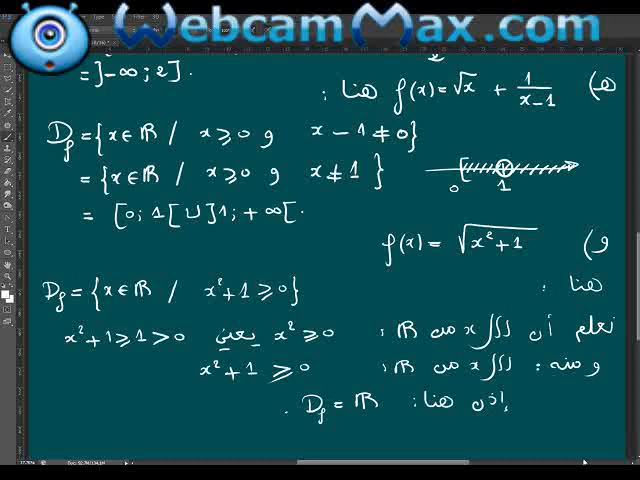 WebcamMax.com
= ]-∞ ; 2].
هـ) f(x) = √x + 1/(x-1) هنا :
D_f = {x ∈ ℝ / x ≥ 0 و x - 1 ≠ 0}
= {x ∈ ℝ / x ≥ 0 و x ≠ 1}
0 1
= [0; 1[ ∪ ]1; +∞[.
و) f(x) = √(x²+1)
هنا :
D_f = {x ∈ ℝ / x²+1 ≥ 0}
نعلم أن لكل x من ℝ : x² ≥ 0 يعني x²+1 ≥ 1 > 0
ومنه : لكل x من ℝ : x²+1 ≥ 0
إذن هنا : D_f = ℝ .